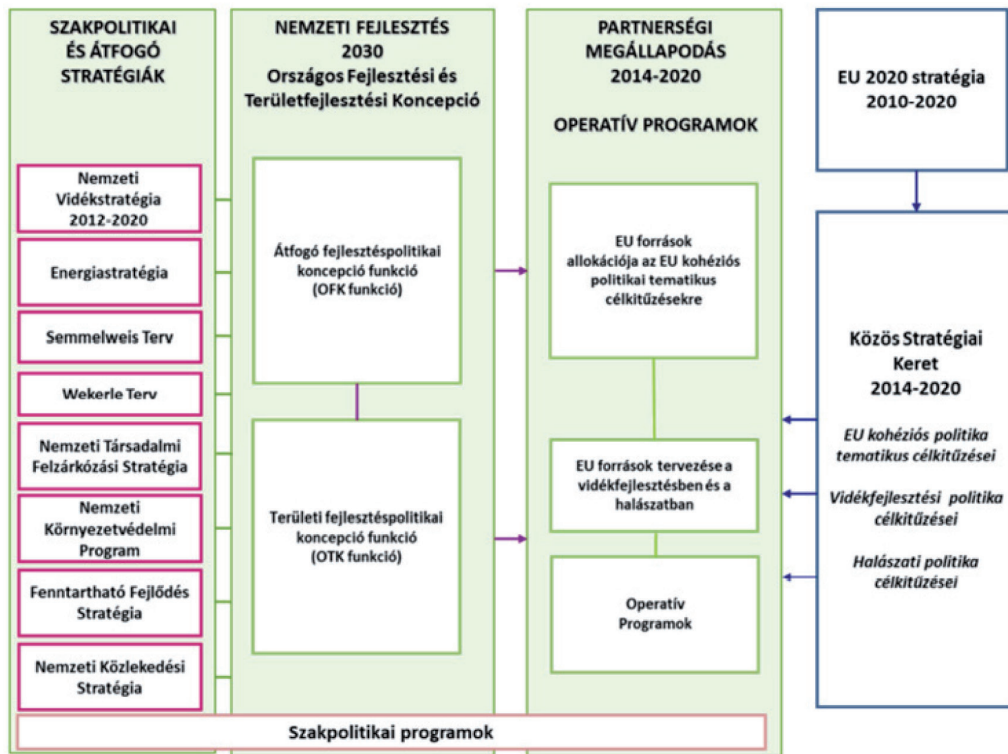 SZAKPOLITIKAI
ÉS ÁTFOGÓ
STRATÉGIÁK
Nemzeti
Vidékstratégia
2012-2020
Energiastratégia
Semmelweis Terv
Wekerle Terv
Nemzeti Társadalmi
Felzárkózási Stratégia
Nemzeti
Környezetvédelmi
Program
Fenntartható Fejlődés
Stratégia
Nemzeti Közlekedési
Stratégia
NEMZETI FEJLESZTÉS
2030
Országos Fejlesztési és
Területfejlesztési Koncepció
Átfogó fejlesztéspolitikai
koncepció funkció
(OFK funkció)
Területi fejlesztéspolitikai
koncepció funkció
(OTK funkció)
PARTNERSÉGI
MEGÁLLAPODÁS
2014-2020
OPERATÍV PROGRAMOK
EU források
allokációja az EU kohéziós
politikai tematikus
célkitűzésekre
EU források tervezése a
vidékfejlesztésben és a
halászatban
Operatív
Programok
EU 2020 stratégia
2010-2020
Közös Stratégiai
Keret
2014-2020
EU kohéziós politika
tematikus célkitűzései
Vidékfejlesztési politika
célkitűzései
Halászati politika
célkitűzései
Szakpolitikai programok